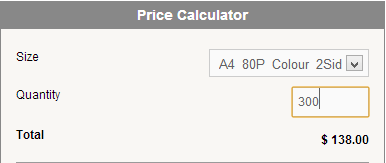 Price Calculator
Size
A4 80P Colour 2Sid
Quantity
300
Total
$ 138.00